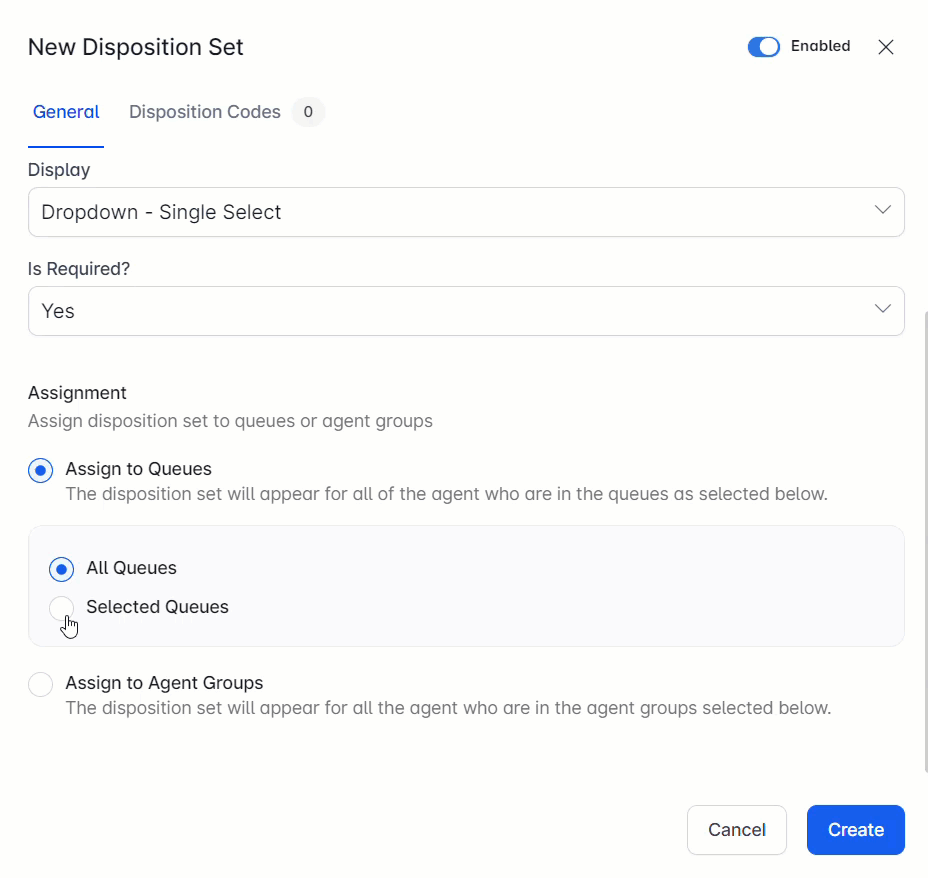 New Disposition Set
Enabled
General
Disposition Codes 0
Display
Dropdown - Single Select
Is Required?
Yes
Assignment
Assign disposition set to queues or agent groups
Assign to Queues
The disposition set will appear for all of the agent who are in the queues as selected below.
All Queues
Selected Queues
Assign to Agent Groups
The disposition set will appear for all the agent who are in the agent groups selected below.
Cancel
Create